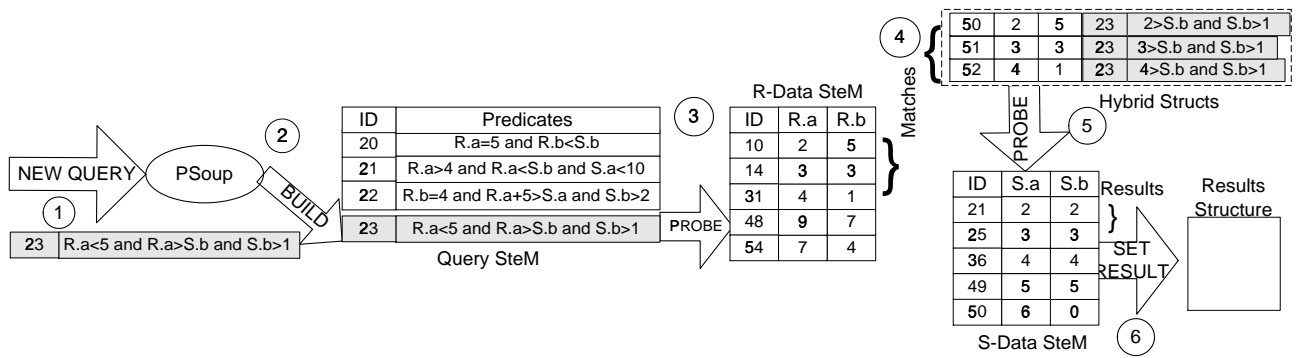 NEW QUERY
PSoup
1
23 R.a<5 and R.a>S.b and S.b>1
2
BUILD
ID Predicates
20 R.a=5 and R.b<S.b
21 R.a>4 and R.a<S.b and S.a<10
22 R.b=4 and R.a+5>S.a and S.b>2
23 R.a<5 and R.a>S.b and S.b>1
Query SteM
3
PROBE
R-Data SteM
ID R.a R.b
10 2 5
14 3 3
31 4 1
48 9 7
54 7 4
4
Matches
50 2 5 23 2>S.b and S.b>1
51 3 3 23 3>S.b and S.b>1
52 4 1 23 4>S.b and S.b>1
Hybrid Structs
PROBE
5
ID S.a S.b
21 2 2
25 3 3
36 4 4
49 5 5
50 6 0
S-Data SteM
Results
SET
RESULT
6
Results
Structure